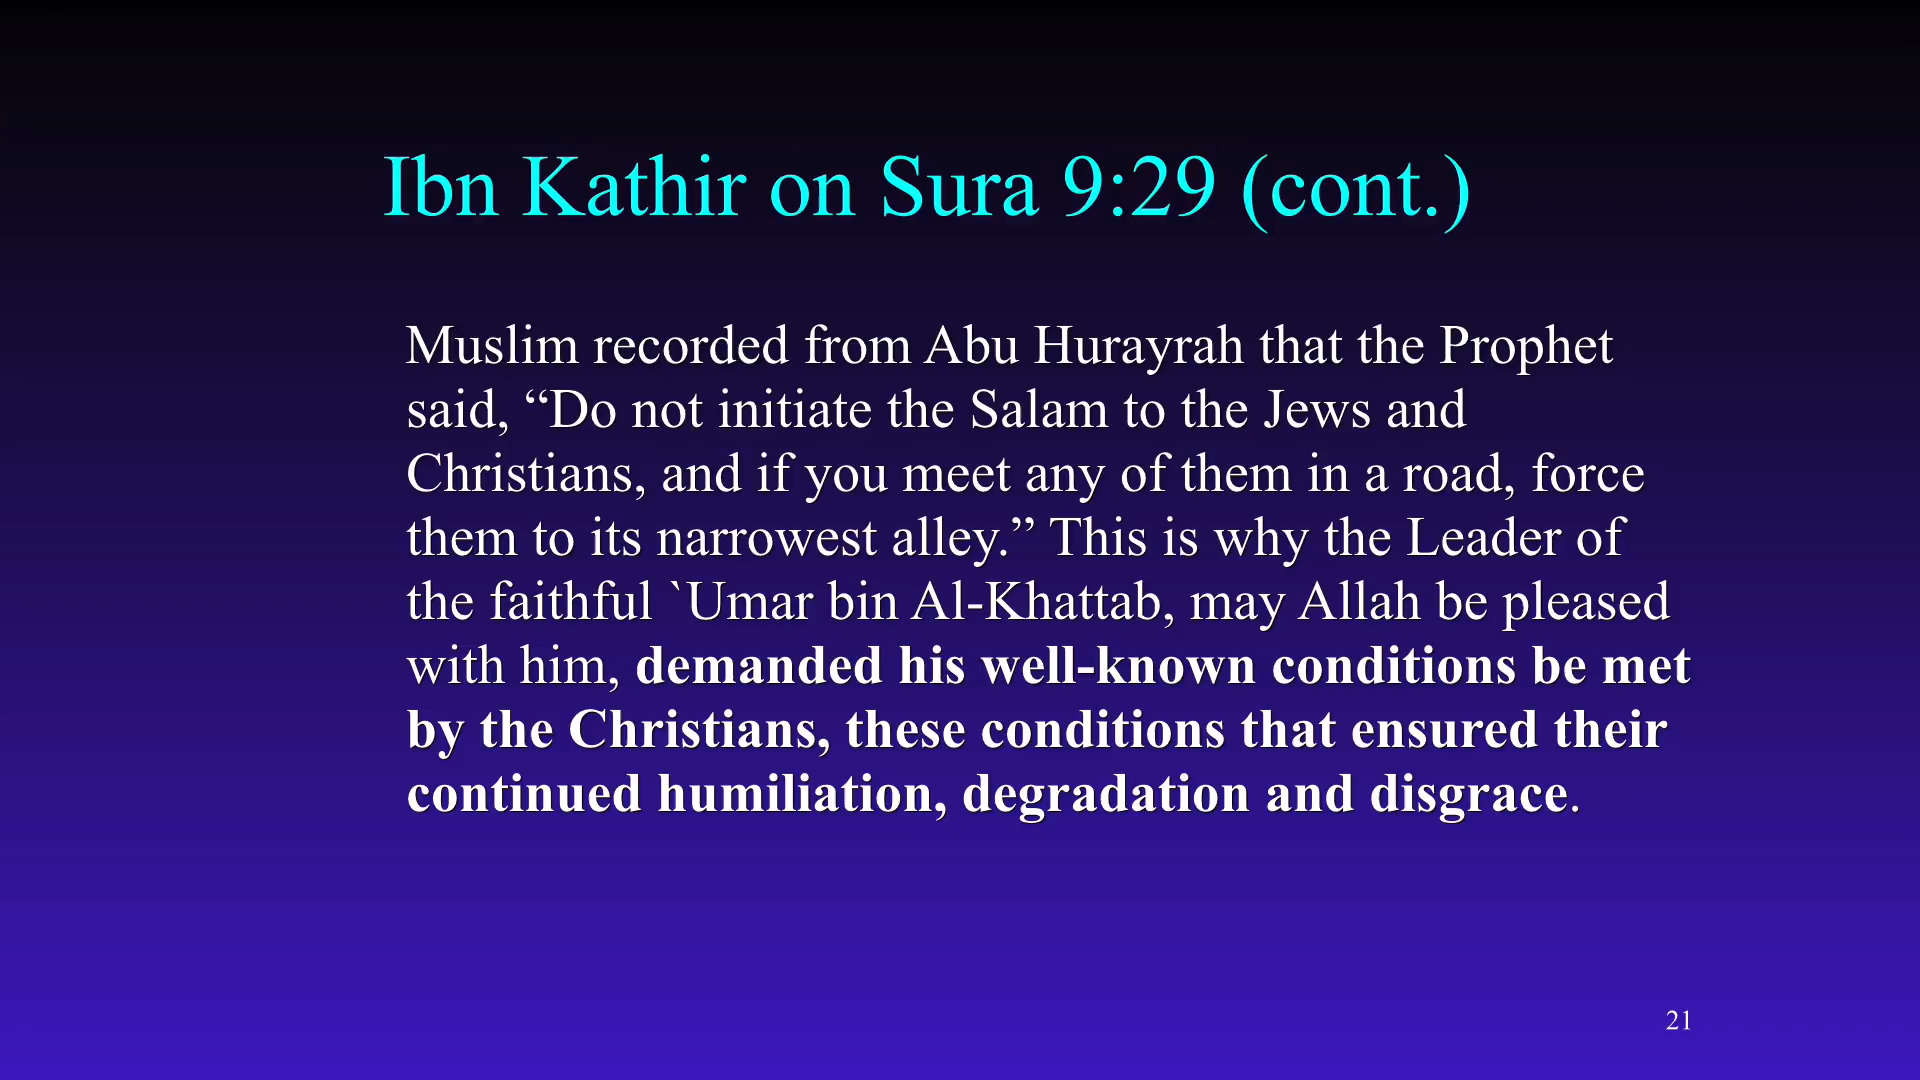 Ibn Kathir on Sura 9:29 (cont.)
Muslim recorded from Abu Hurayrah that the Prophet
said, “Do not initiate the Salam to the Jews and
Christians, and if you meet any of them in a road, force
them to its narrowest alley.” This is why the Leader of
the faithful `Umar bin Al-Khattab, may Allah be pleased
with him, demanded his well-known conditions be met
by the Christians, these conditions that ensured their
continued humiliation, degradation and disgrace.
21